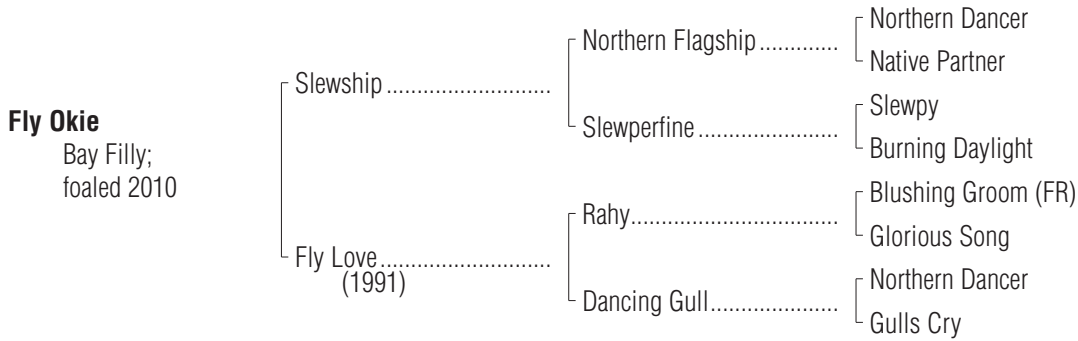 Northern Dancer
Northern Flagship .............
Native Partner
Slewship ...........................
Slewpy
Slewperfine .......................
Burning Daylight
Fly Okie
Bay Filly;
foaled 2010
Blushing Groom (FR)
Rahy..................................
Glorious Song
Fly Love............................
(1991)
Northern Dancer
Dancing Gull.....................
Gulls Cry